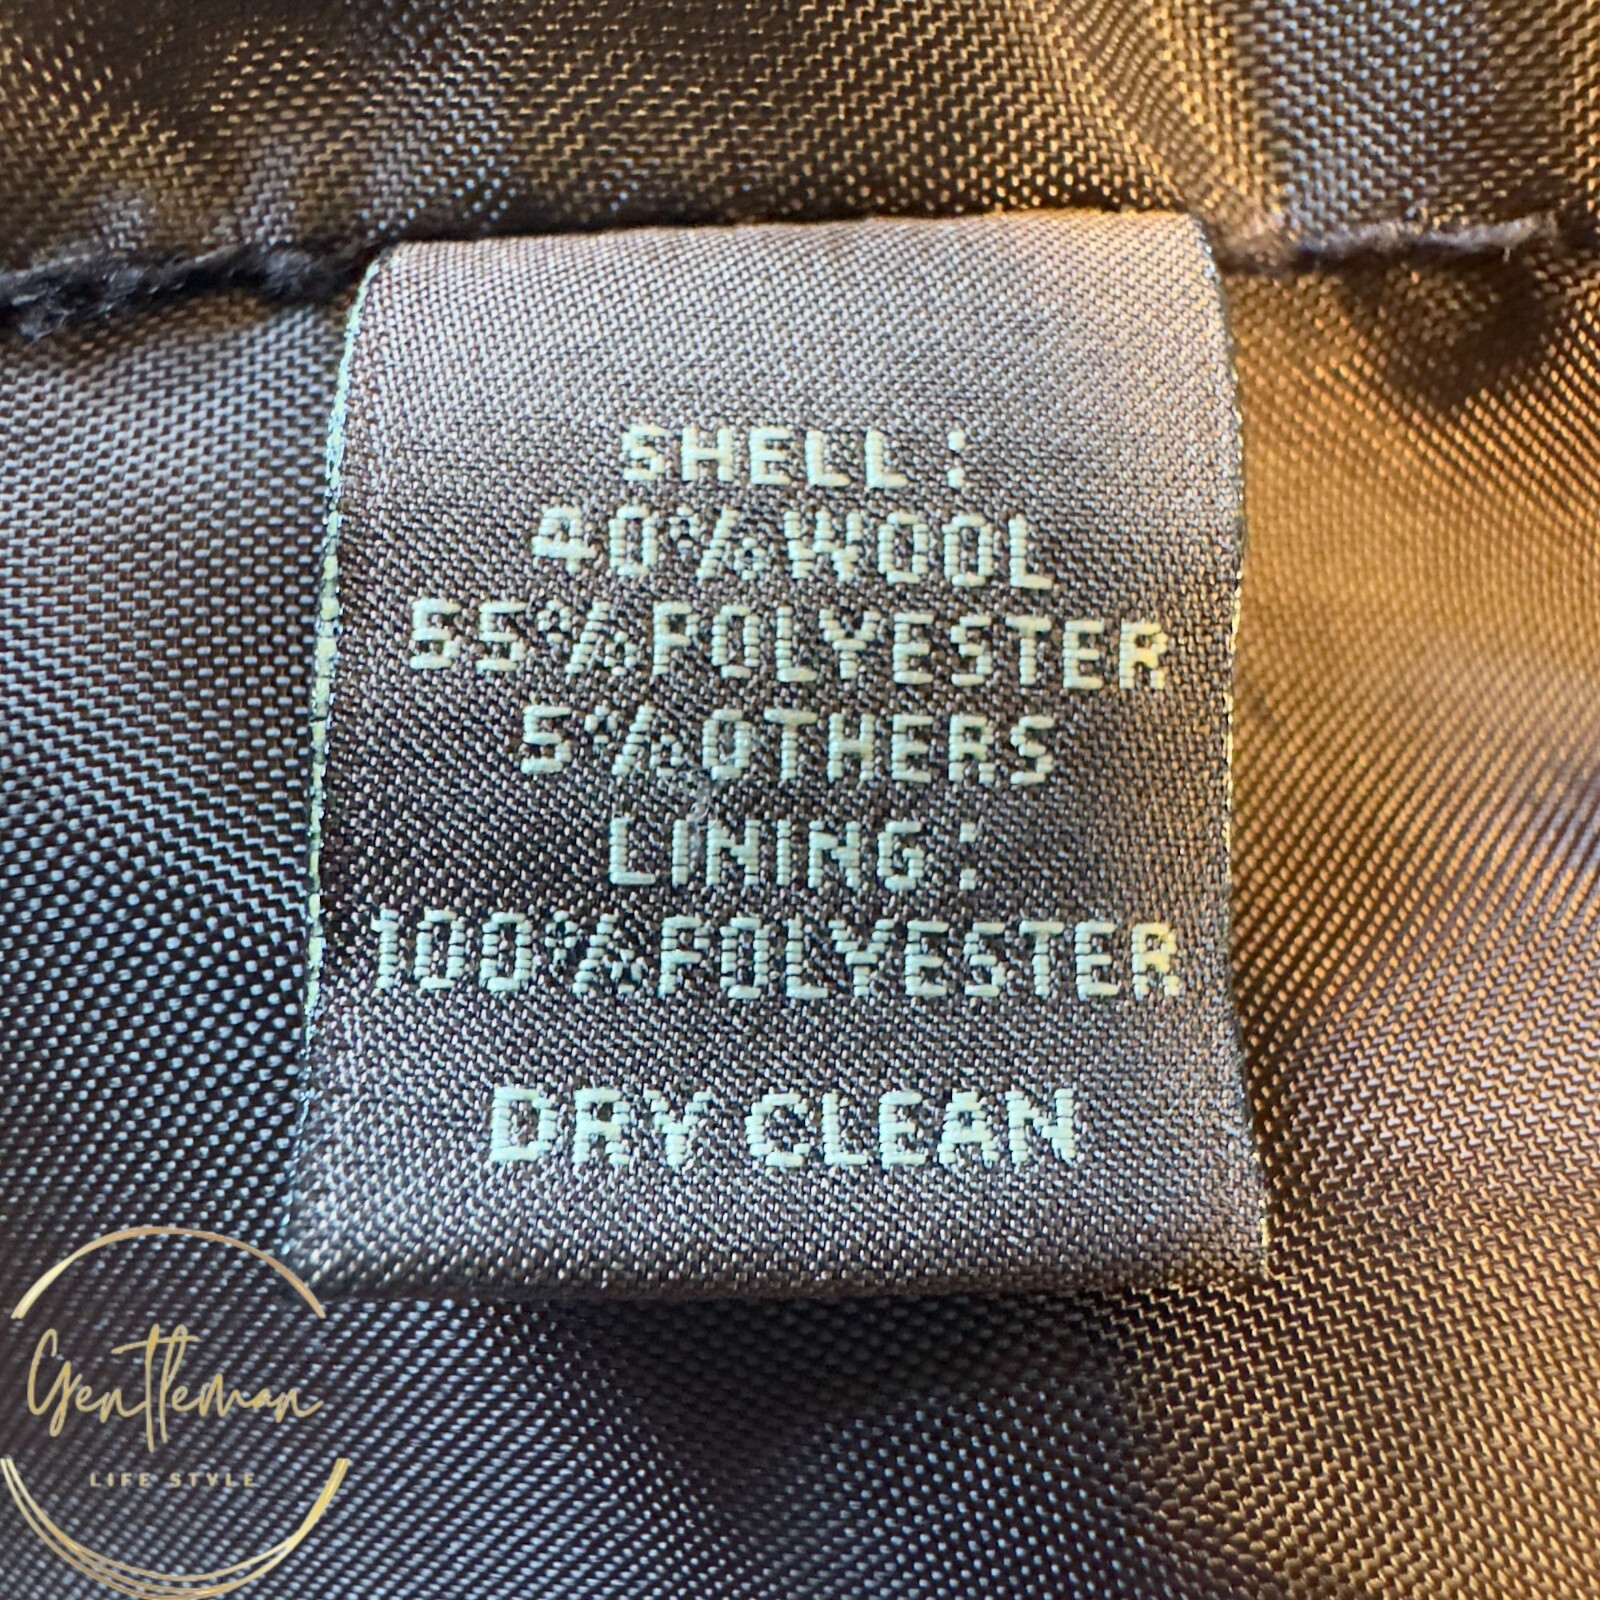 SHELL:
40% WOOL
55% POLYESTER
5% OTHERS
LINING:
100% POLYESTER
DRY CLEAN
Gentleman
LIFE STYLE